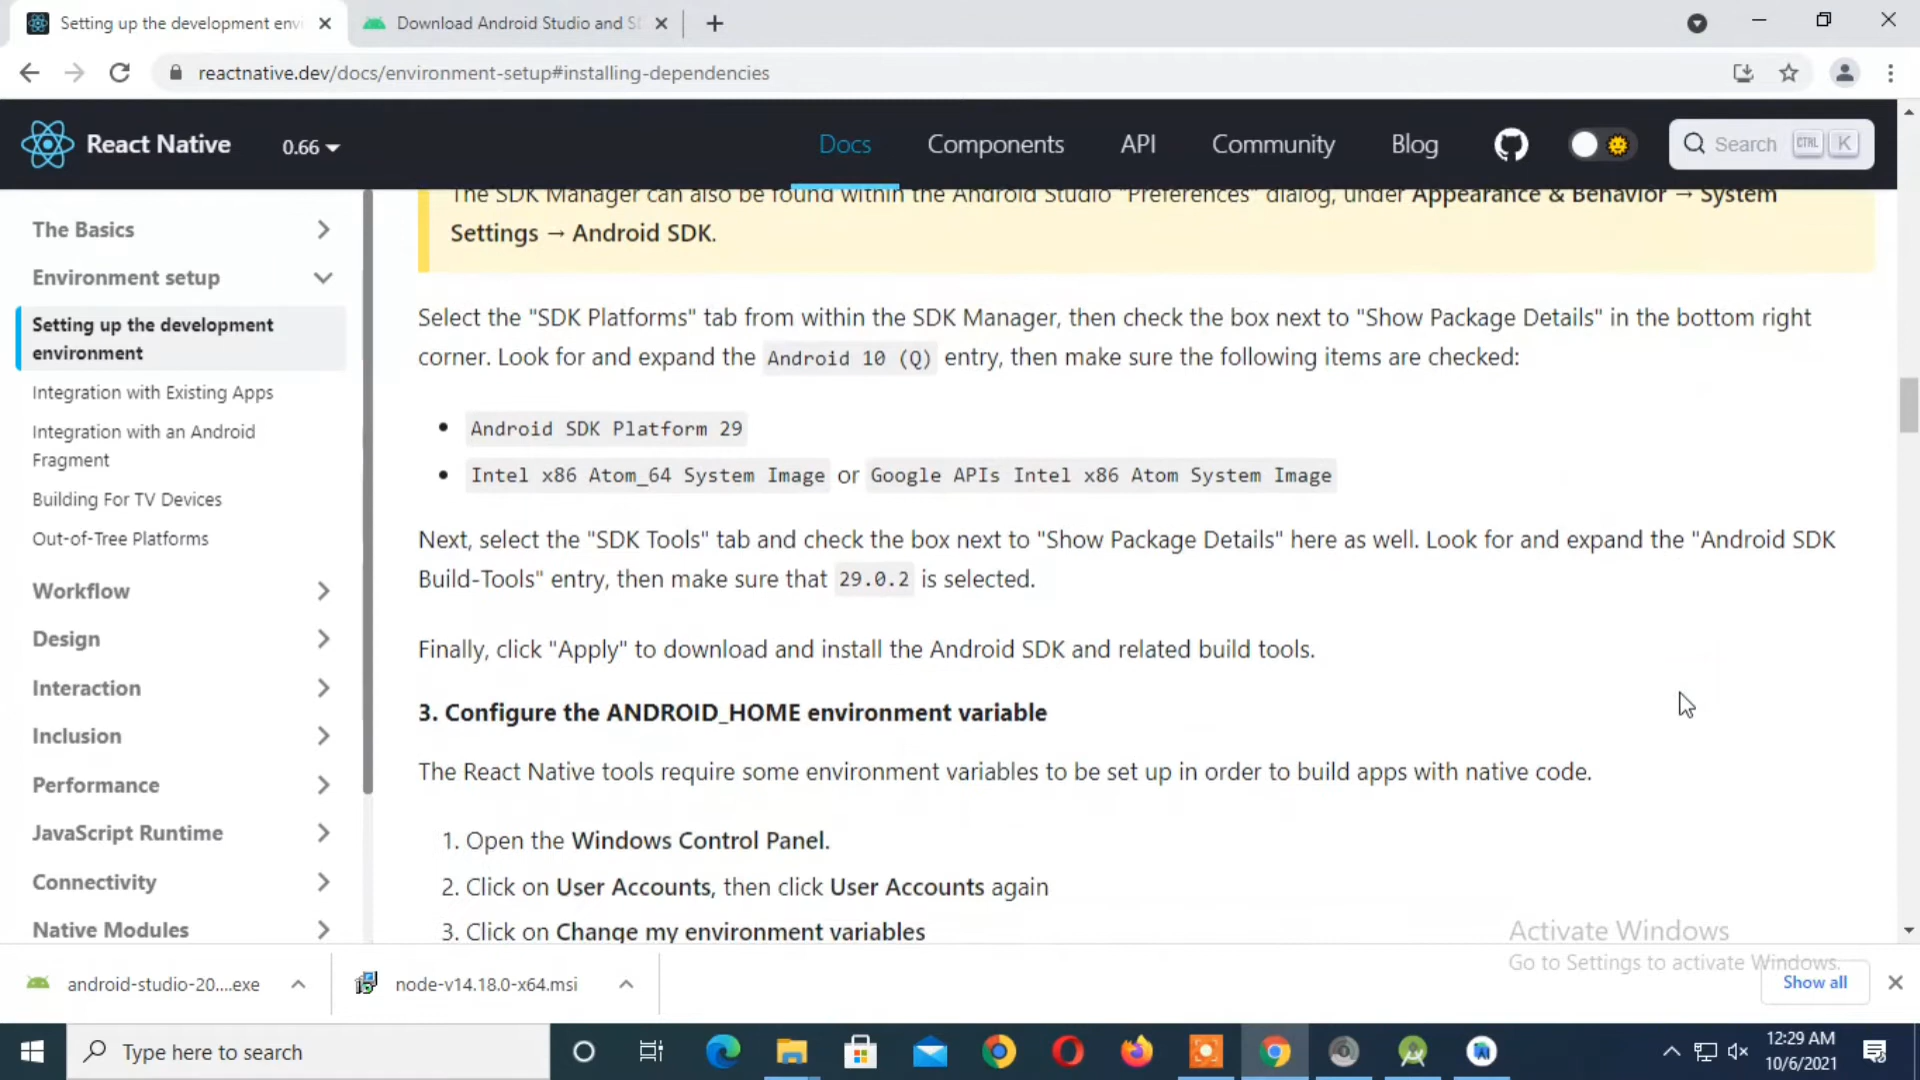 Setting up the development envi
Download Android Studio and S
reactnative.dev/docs/environment-setup#installing-dependencies
React Native
0.66
Docs
Components
API
Community
Blog
Search
CTRL
K
The Basics
Environment setup
Setting up the development
environment
Integration with Existing Apps
Integration with an Android
Fragment
Building For TV Devices
Out-of-Tree Platforms
Workflow
Design
Interaction
Inclusion
Performance
JavaScript Runtime
Connectivity
Native Modules
The SDK Manager can also be found within the Android Studio "Preferences" dialog, under Appearance & Behavior → System
Settings → Android SDK.
Select the "SDK Platforms" tab from within the SDK Manager, then check the box next to "Show Package Details" in the bottom right
corner. Look for and expand the Android 10 (Q) entry, then make sure the following items are checked:
• Android SDK Platform 29
• Intel x86 Atom_64 System Image or Google APIs Intel x86 Atom System Image
Next, select the "SDK Tools" tab and check the box next to "Show Package Details" here as well. Look for and expand the "Android SDK
Build-Tools" entry, then make sure that 29.0.2 is selected.
Finally, click "Apply" to download and install the Android SDK and related build tools.
3. Configure the ANDROID_HOME environment variable
The React Native tools require some environment variables to be set up in order to build apps with native code.
1. Open the Windows Control Panel.
2. Click on User Accounts, then click User Accounts again
3. Click on Change my environment variables
Activate Windows
Go to Settings to activate Windows.
android-studio-20....exe
node-v14.18.0-x64.msi
Show all
Type here to search
12:29 AM
10/6/2021